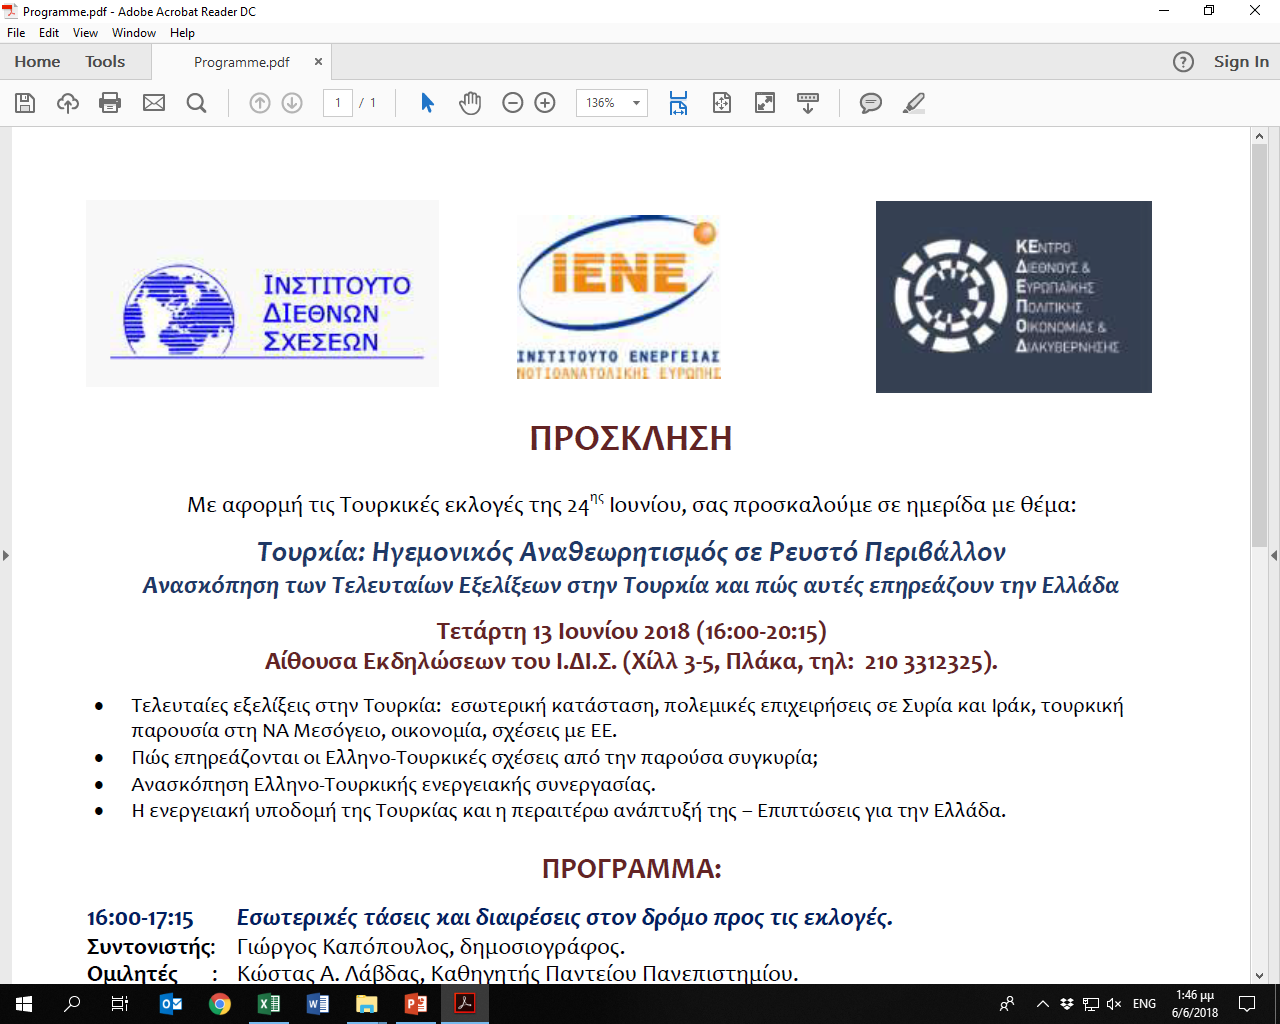 Programme.pdf - Adobe Acrobat Reader DC
File Edit View Window Help
Home Tools Programme.pdf × ? Sign In
1 / 1 136%
ΙΝΣΤΙΤΟΥΤΟ
ΔΙΕΘΝΩΝ
ΣΧΕΣΕΩΝ
IENE
ΙΝΣΤΙΤΟΥΤΟ ΕΝΕΡΓΕΙΑΣ
ΝΟΤΙΟΑΝΑΤΟΛΙΚΗΣ ΕΥΡΩΠΗΣ
ΚΕΝΤΡΟ
ΔΙΕΘΝΟΥΣ &
ΕΥΡΩΠΑΪΚΗΣ
ΠΟΛΙΤΙΚΗΣ
ΟΙΚΟΝΟΜΙΑΣ &
ΔΙΑΚΥΒΕΡΝΗΣΗΣ
ΠΡΟΣΚΛΗΣΗ
Με αφορμή τις Τουρκικές εκλογές της 24ης Ιουνίου, σας προσκαλούμε σε ημερίδα με θέμα:
Τουρκία: Ηγεμονικός Αναθεωρητισμός σε Ρευστό Περιβάλλον
Ανασκόπηση των Τελευταίων Εξελίξεων στην Τουρκία και πώς αυτές επηρεάζουν την Ελλάδα
Τετάρτη 13 Ιουνίου 2018 (16:00-20:15)
Αίθουσα Εκδηλώσεων του Ι.ΔΙ.Σ. (Χίλλ 3-5, Πλάκα, τηλ: 210 3312325).
• Τελευταίες εξελίξεις στην Τουρκία: εσωτερική κατάσταση, πολεμικές επιχειρήσεις σε Συρία και Ιράκ, τουρκική
παρουσία στη ΝΑ Μεσόγειο, οικονομία, σχέσεις με ΕΕ.
• Πώς επηρεάζονται οι Ελληνο-Τουρκικές σχέσεις από την παρούσα συγκυρία;
• Ανασκόπηση Ελληνο-Τουρκικής ενεργειακής συνεργασίας.
• Η ενεργειακή υποδομή της Τουρκίας και η περαιτέρω ανάπτυξή της – Επιπτώσεις για την Ελλάδα.
ΠΡΟΓΡΑΜΜΑ:
16:00-17:15 Εσωτερικές τάσεις και διαιρέσεις στον δρόμο προς τις εκλογές.
Συντονιστής: Γιώργος Καπόπουλος, δημοσιογράφος.
Ομιλητές : Κώστας Α. Λάβδας, Καθηγητής Παντείου Πανεπιστημίου.
ENG 1:46 μμ
6/6/2018